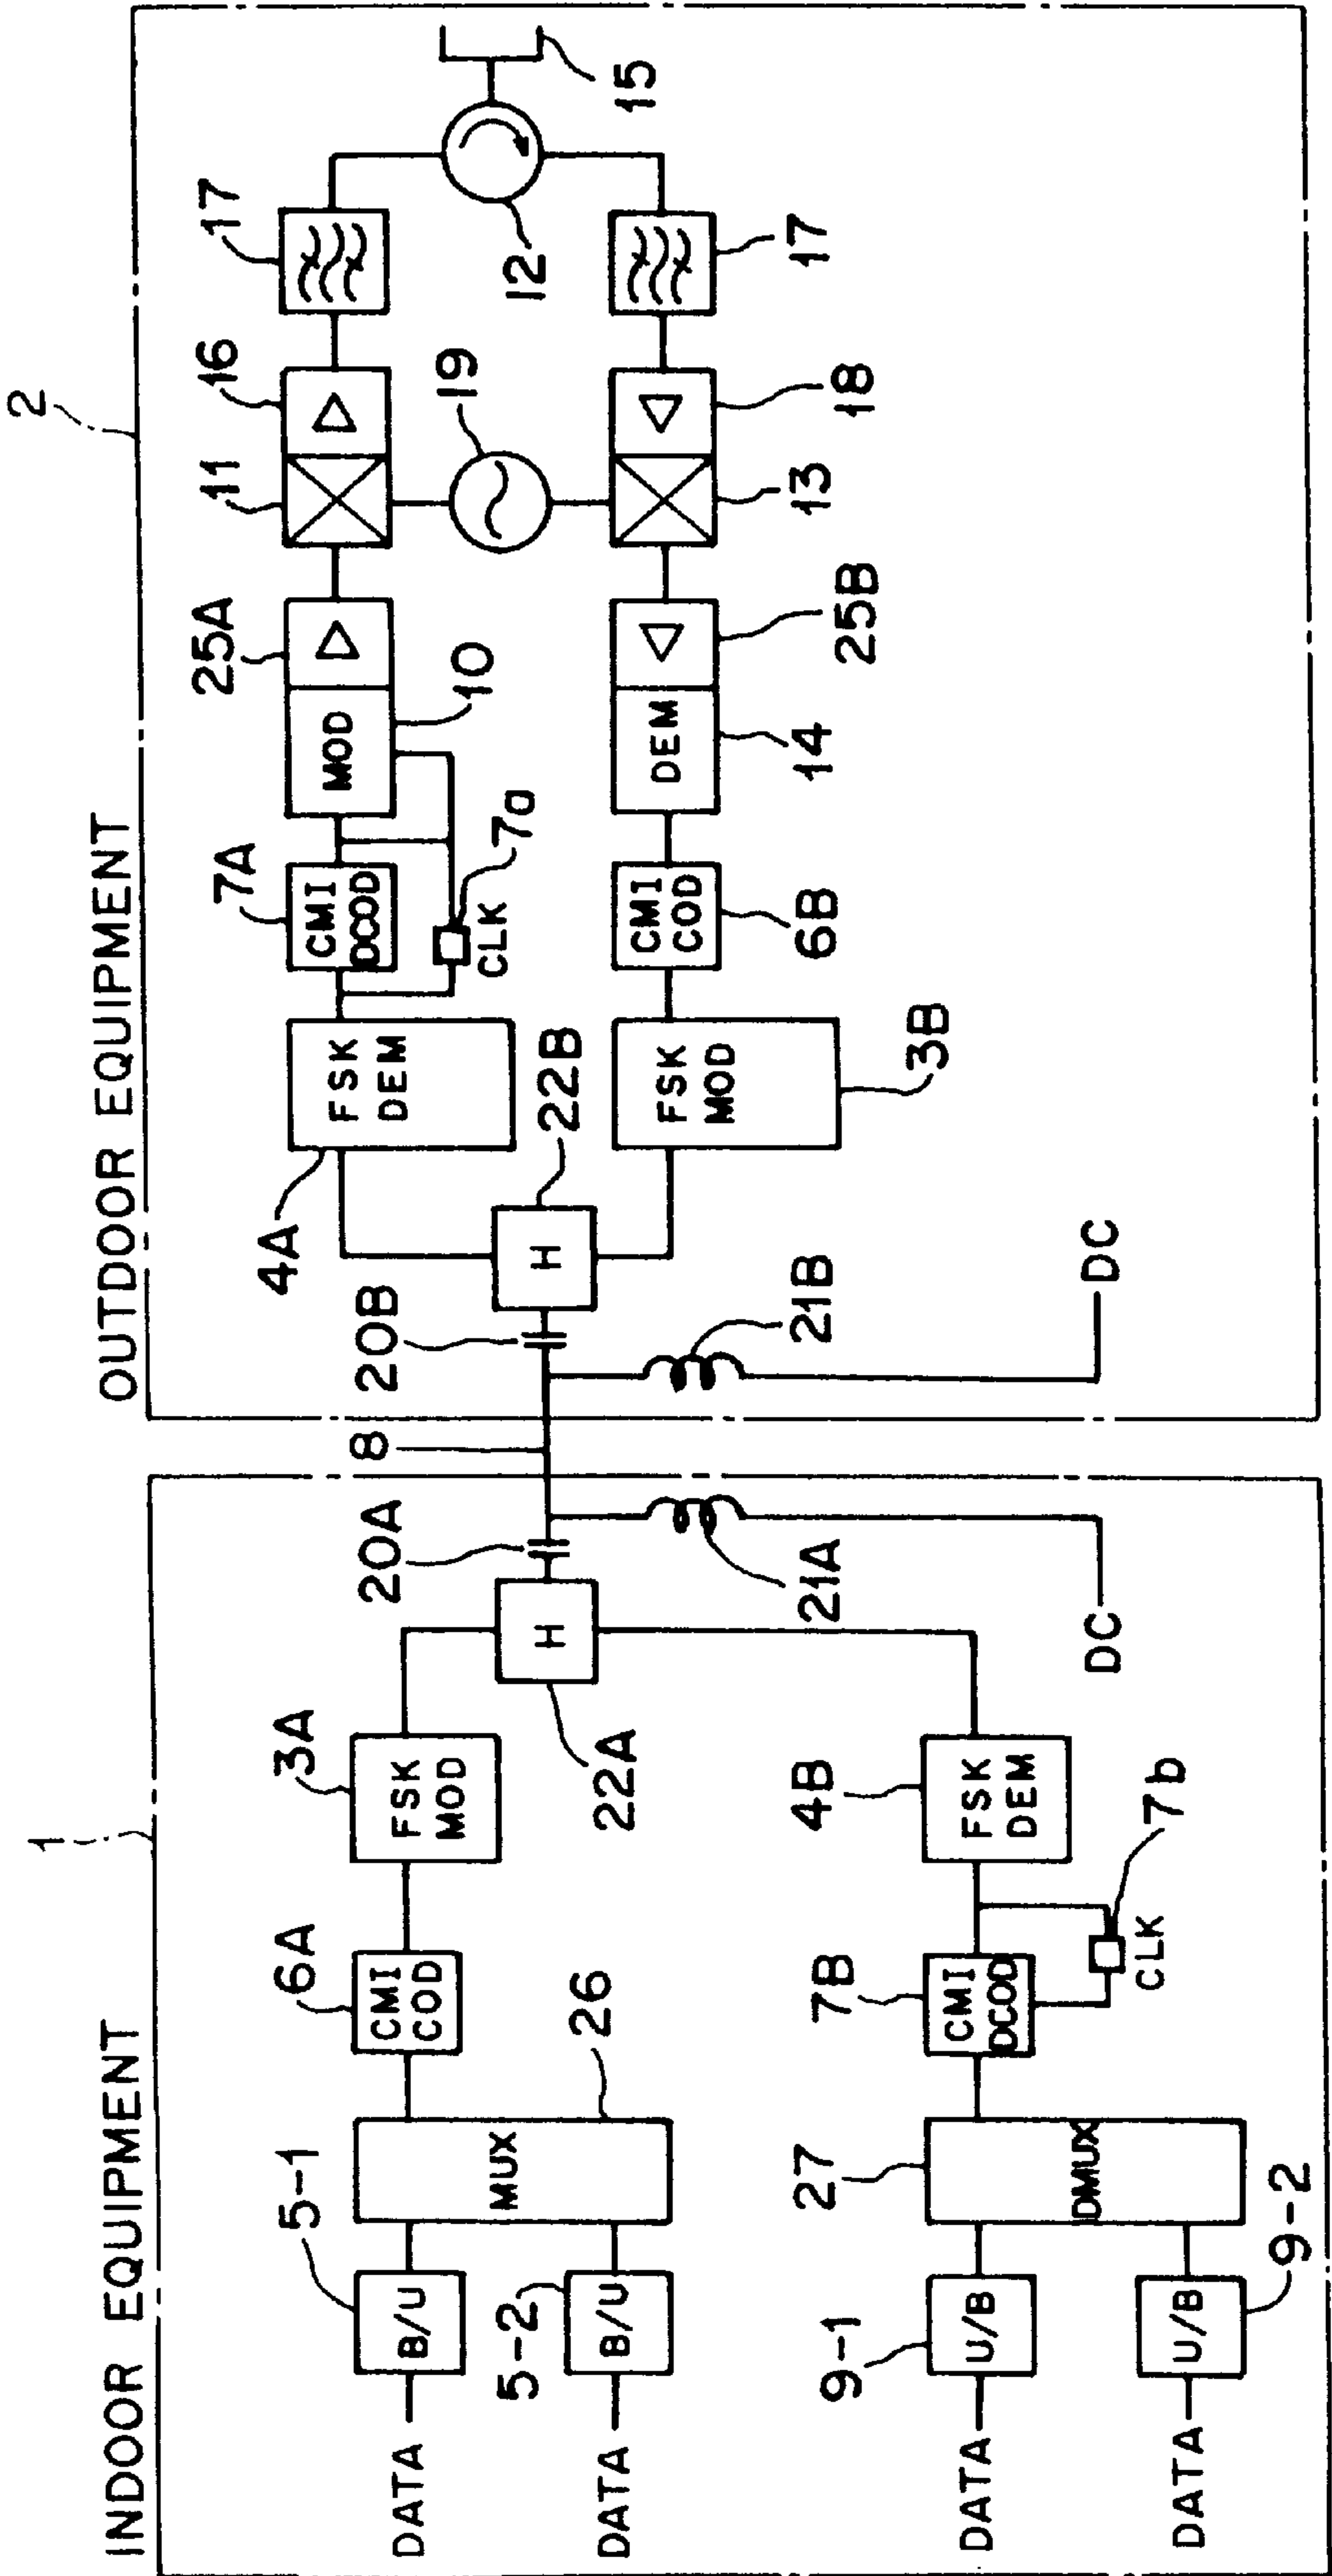 INDOOR EQUIPMENT
1
DATA
B/U
5-1
DATA
B/U
5-2
MUX
26
CMI
COD
6A
FSK
MOD
3A
H
22A
20A
21A
DC
8
DATA
U/B
9-1
DATA
U/B
9-2
DMUX
27
CMI
DCOD
7B
CLK
7b
FSK
DEM
4B
OUTDOOR EQUIPMENT
2
20B
21B
DC
H
22B
FSK
DEM
4A
CMI
DCOD
7A
CLK
7a
MOD
10
25A
11
16
17
19
12
15
FSK
MOD
3B
CMI
COD
6B
DEM
14
25B
13
18
17